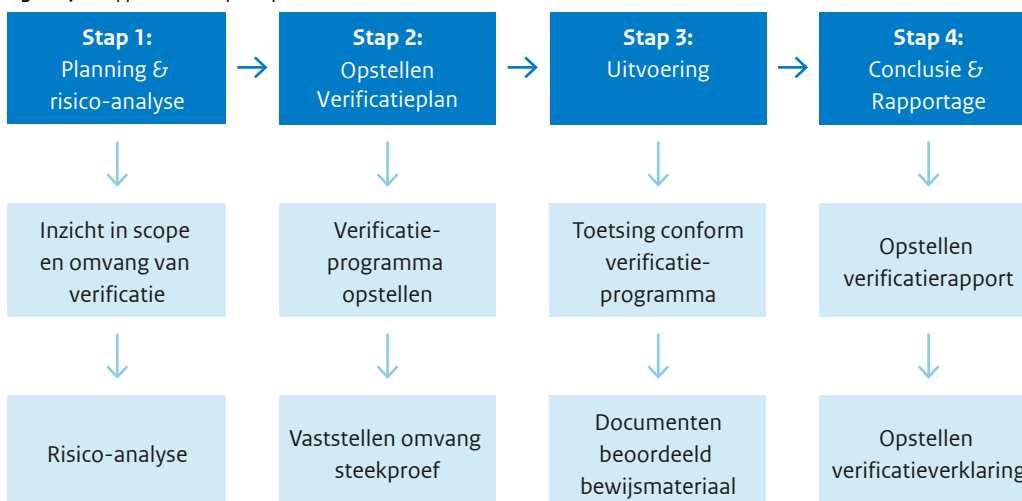 Stap 1:
Planning &
risico-analyse
Stap 2:
Opstellen
Verificatieplan
Stap 3:
Uitvoering
Stap 4:
Conclusie &
Rapportage
Inzicht in scope
en omvang van
verificatie
Verificatie-
programma
opstellen
Toetsing conform
verificatie-
programma
Opstellen
verificatierapport
Risico-analyse
Vaststellen omvang
steekproef
Documenten
beoordeeld
bewijsmateriaal
Opstellen
verificatieverklaring